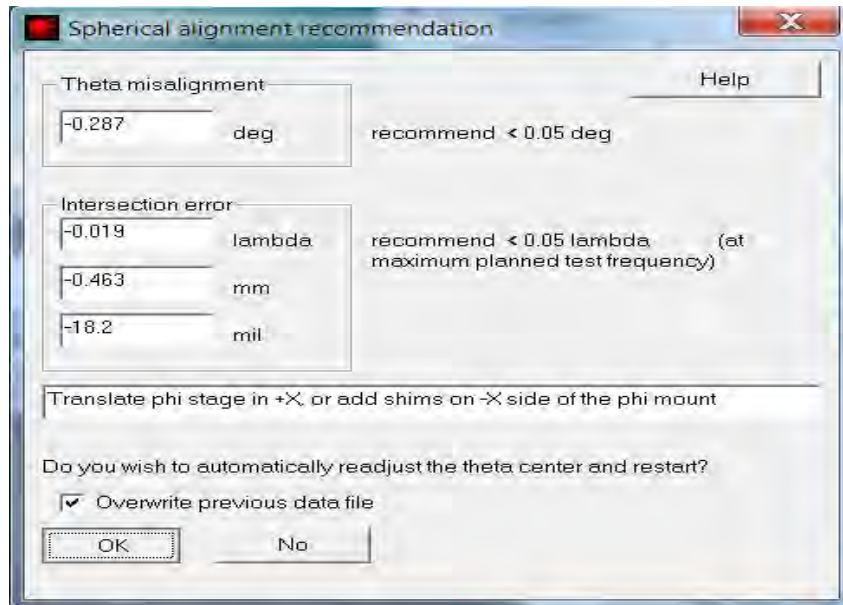 Spherical alignment recommendation
Help
Theta misalignment
-0.287 deg recommend < 0.05 deg
Intersection error
-0.019 lambda recommend < 0.05 lambda (at
maximum planned test frequency)
-0.463 mm
-18.2 mil
Translate phi stage in +X, or add shims on -X side of the phi mount
Do you wish to automatically readjust the theta center and restart?
Overwrite previous data file
OK No